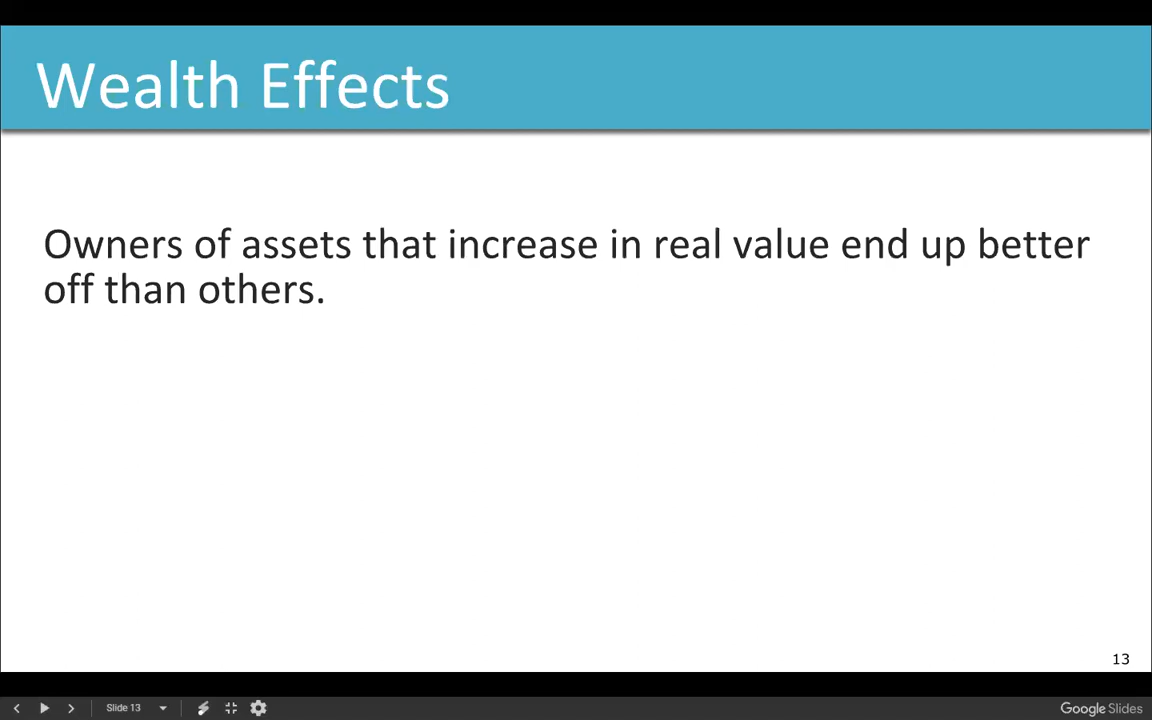 Wealth Effects
Owners of assets that increase in real value end up better
off than others.
13
Slide 13
Google Slides